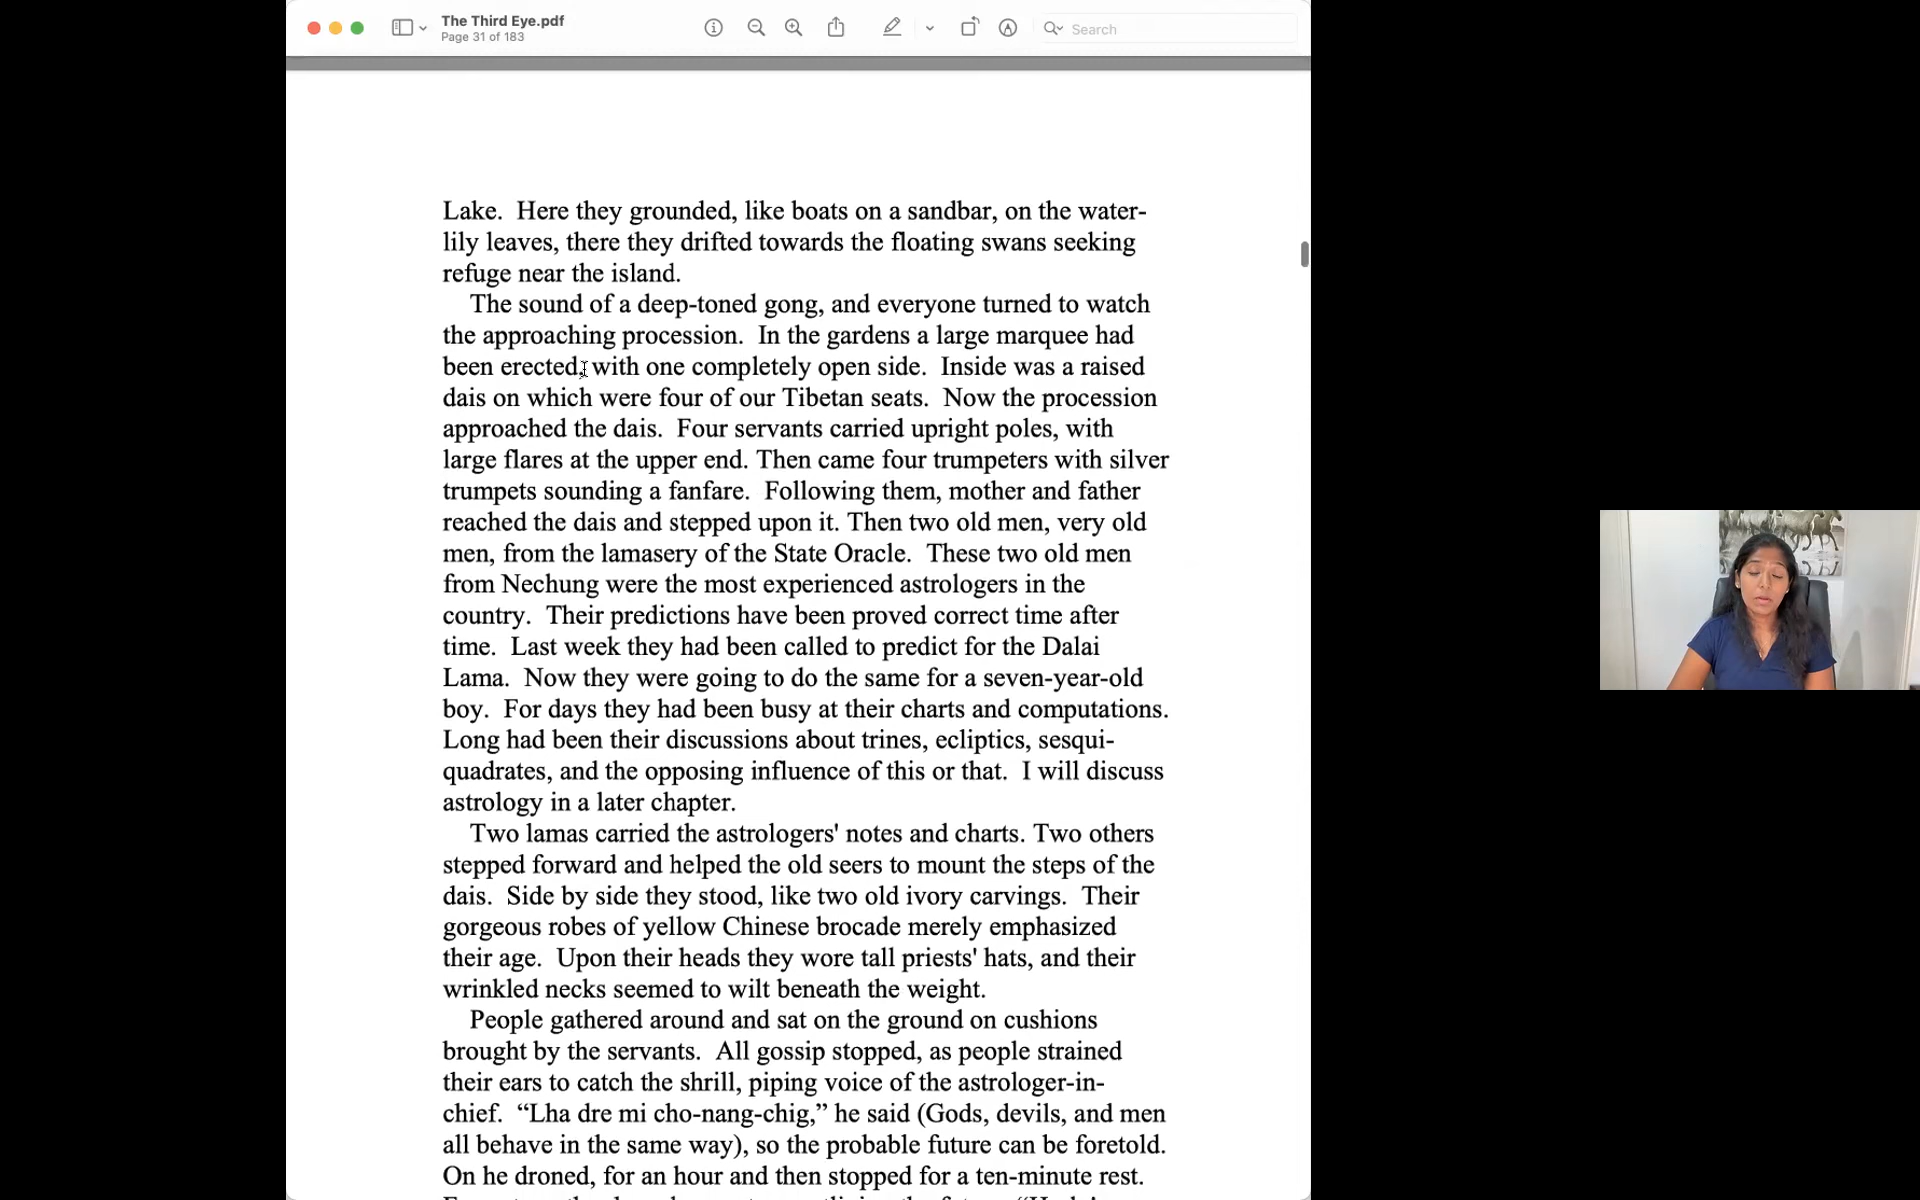 The Third Eye.pdf
Page 31 of 183
Search
Lake.  Here they grounded, like boats on a sandbar, on the water-
lily leaves, there they drifted towards the floating swans seeking
refuge near the island.
The sound of a deep-toned gong, and everyone turned to watch
the approaching procession.  In the gardens a large marquee had
been erected, with one completely open side.  Inside was a raised
dais on which were four of our Tibetan seats.  Now the procession
approached the dais.  Four servants carried upright poles, with
large flares at the upper end. Then came four trumpeters with silver
trumpets sounding a fanfare.  Following them, mother and father
reached the dais and stepped upon it. Then two old men, very old
men, from the lamasery of the State Oracle.  These two old men
from Nechung were the most experienced astrologers in the
country.  Their predictions have been proved correct time after
time.  Last week they had been called to predict for the Dalai
Lama.  Now they were going to do the same for a seven-year-old
boy.  For days they had been busy at their charts and computations.
Long had been their discussions about trines, ecliptics, sesqui-
quadrates, and the opposing influence of this or that.  I will discuss
astrology in a later chapter.
Two lamas carried the astrologers' notes and charts. Two others
stepped forward and helped the old seers to mount the steps of the
dais.  Side by side they stood, like two old ivory carvings.  Their
gorgeous robes of yellow Chinese brocade merely emphasized
their age.  Upon their heads they wore tall priests' hats, and their
wrinkled necks seemed to wilt beneath the weight.
People gathered around and sat on the ground on cushions
brought by the servants.  All gossip stopped, as people strained
their ears to catch the shrill, piping voice of the astrologer-in-
chief.  “Lha dre mi cho-nang-chig,” he said (Gods, devils, and men
all behave in the same way), so the probable future can be foretold.
On he droned, for an hour and then stopped for a ten-minute rest.